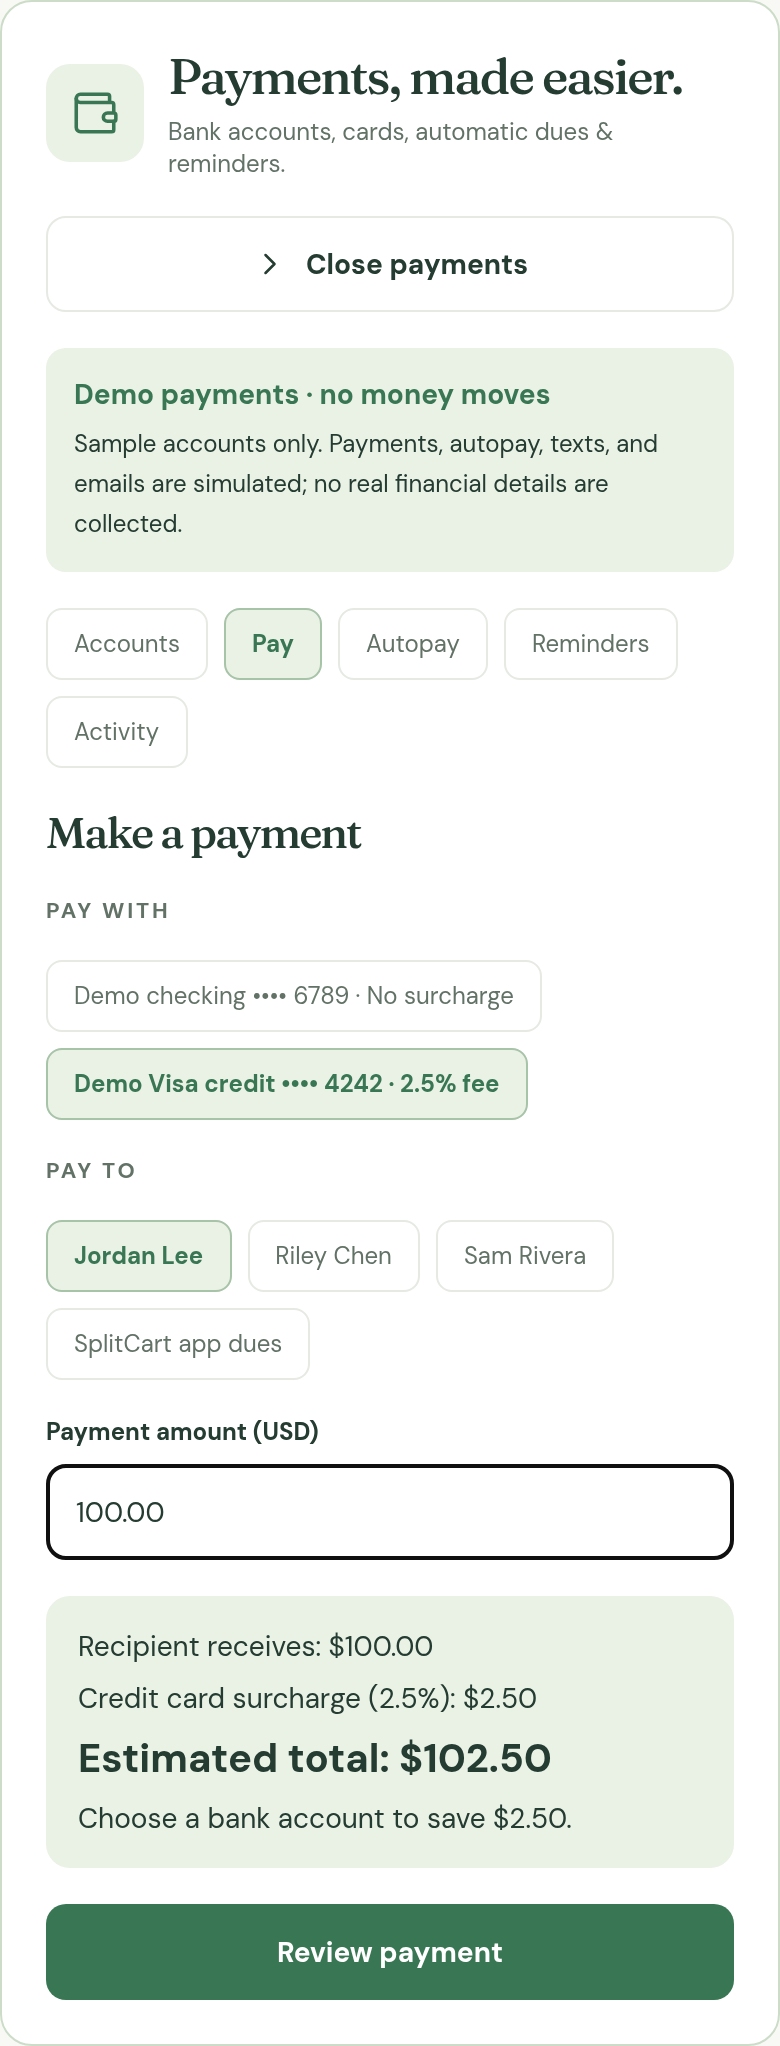 Payments, made easier.
Bank accounts, cards, automatic dues &
reminders.
Close payments
Demo payments · no money moves
Sample accounts only. Payments, autopay, texts, and
emails are simulated; no real financial details are
collected.
Accounts Pay Autopay Reminders
Activity
Make a payment
PAY WITH
Demo checking •••• 6789 · No surcharge
Demo Visa credit •••• 4242 · 2.5% fee
PAY TO
Jordan Lee Riley Chen Sam Rivera
SplitCart app dues
Payment amount (USD)
100.00
Recipient receives: $100.00
Credit card surcharge (2.5%): $2.50
Estimated total: $102.50
Choose a bank account to save $2.50.
Review payment